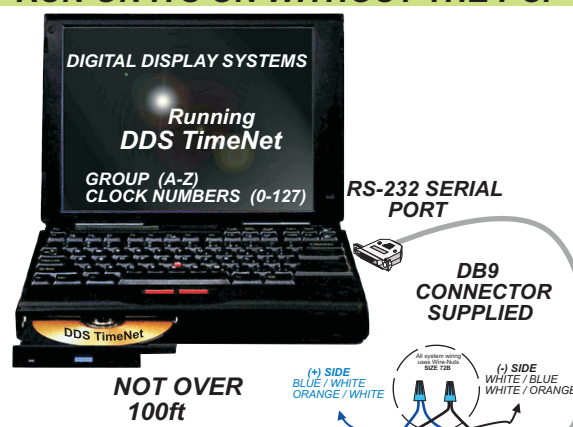 DIGITAL DISPLAY SYSTEMS
Running
DDS TimeNet
GROUP (A-Z)
CLOCK NUMBERS (0-127)
RS-232 SERIAL
PORT
DB9
CONNECTOR
SUPPLIED
DDS TimeNet
NOT OVER
100ft
All system wiring
uses Wire-Nuts
SIZE 72B
(+) SIDE
BLUE / WHITE
ORANGE / WHITE
(-) SIDE
WHITE / BLUE
WHITE / ORANGE